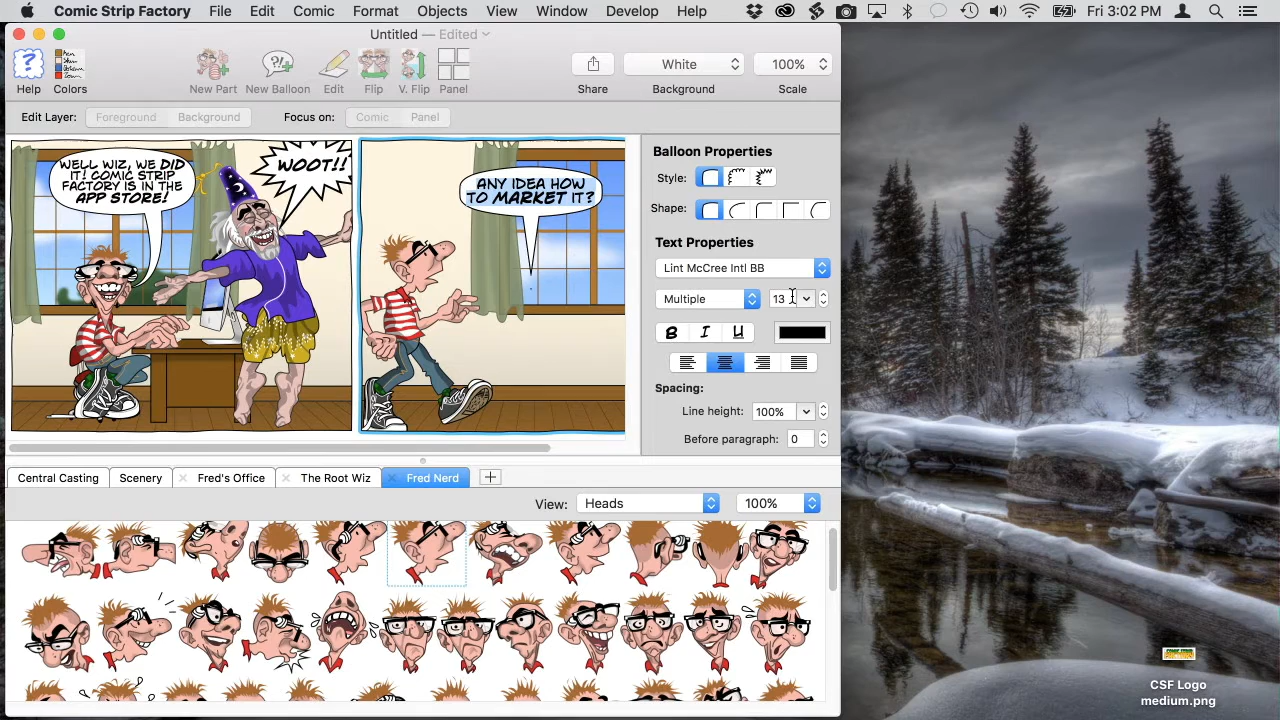 Comic Strip Factory File Edit Comic Format Objects View Window Develop Help Fri 3:02 PM
Untitled — Edited
White 100%
Help Colors New Part New Balloon Edit Flip V. Flip Panel Share Background Scale
Edit Layer: Foreground Background Focus on: Comic Panel
WELL WIZ, WE DID
IT! COMIC STRIP
FACTORY IS IN THE
APP STORE!
WOOT!!
ANY IDEA HOW
TO MARKET IT?
Balloon Properties
Style:
Shape:
Text Properties
Lint McCree Intl BB
Multiple 13
B I U
Spacing:
Line height: 100%
Before paragraph: 0
Central Casting Scenery Fred's Office The Root Wiz Fred Nerd
View: Heads 100%
CSF Logo
medium.png